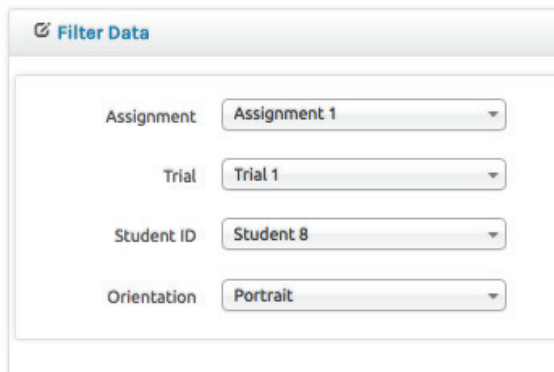 Filter Data
Assignment Assignment 1
Trial Trial 1
Student ID Student 8
Orientation Portrait